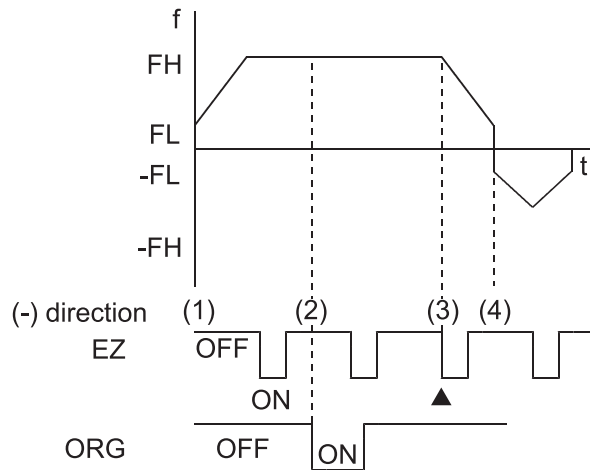 f
FH
FL
-FL
t
-FH
(-) direction (1) (2) (3) (4)
EZ OFF
ON
ORG OFF ON